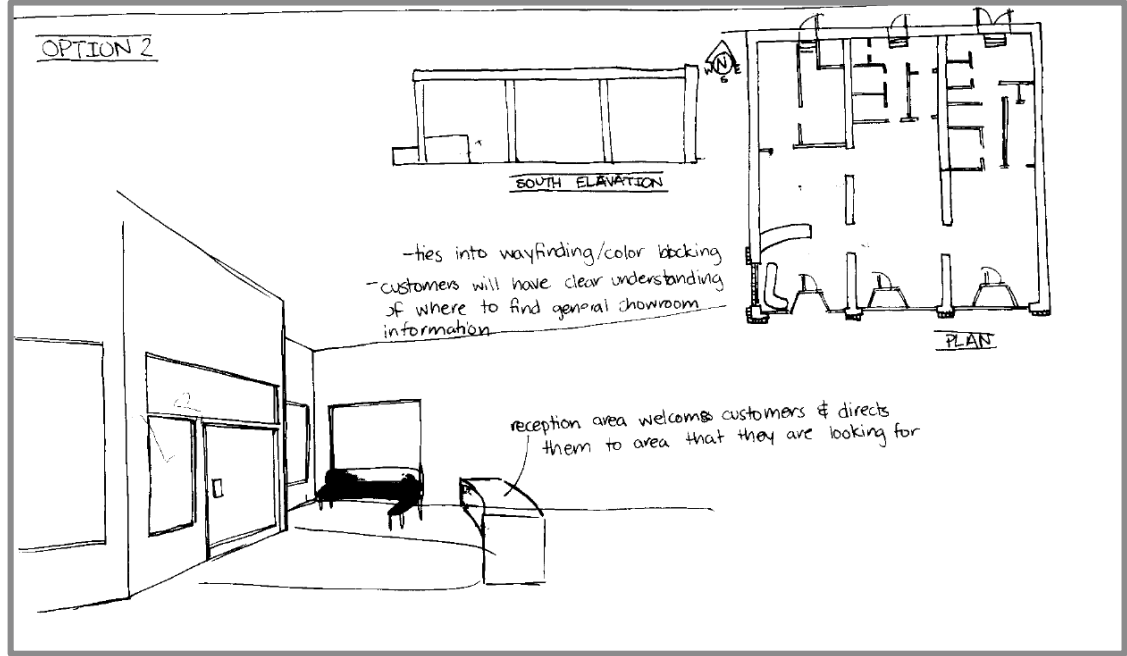 OPTION 2
N
W E
S
SOUTH ELAVATION
-ties into wayfinding/color blocking
-customers will have clear understanding
of where to find general showroom
information
PLAN
reception area welcomes customers & directs
them to area that they are looking for